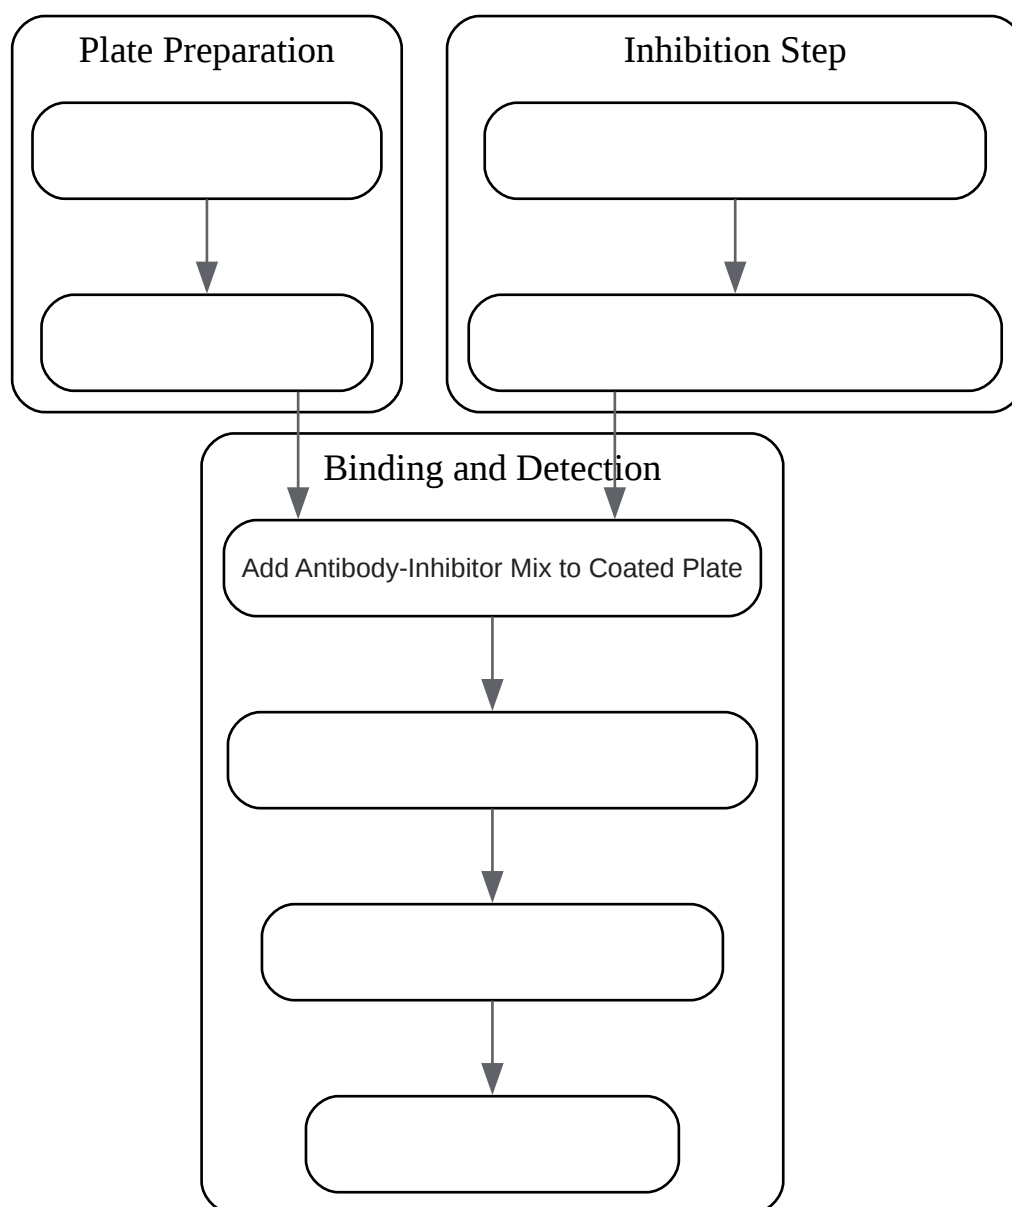 Plate Preparation
Inhibition Step
Binding and Detection
Add Antibody-Inhibitor Mix to Coated Plate